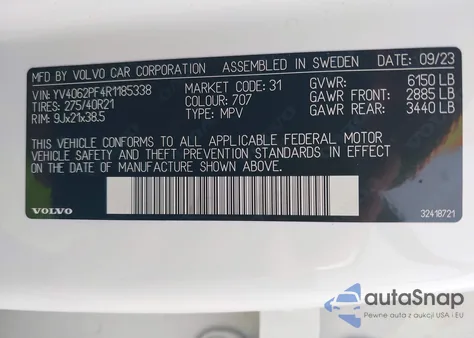 MFD BY VOLVO CAR CORPORATION ASSEMBLED IN SWEDEN DATE: 09/23
VIN: YV4062PF4R1185338 MARKET CODE: 31 GVWR: 6150 LB
TIRES: 275/40R21 COLOUR: 707 GAWR FRONT: 2885 LB
RIM: 9Jx21x38.5 TYPE: MPV GAWR REAR: 3440 LB
THIS VEHICLE CONFORMS TO ALL APPLICABLE FEDERAL MOTOR
VEHICLE SAFETY AND THEFT PREVENTION STANDARDS IN EFFECT
ON THE DATE OF MANUFACTURE SHOWN ABOVE.
VOLVO 32418721
autoSnap
Pewne auta z aukcji USA i EU